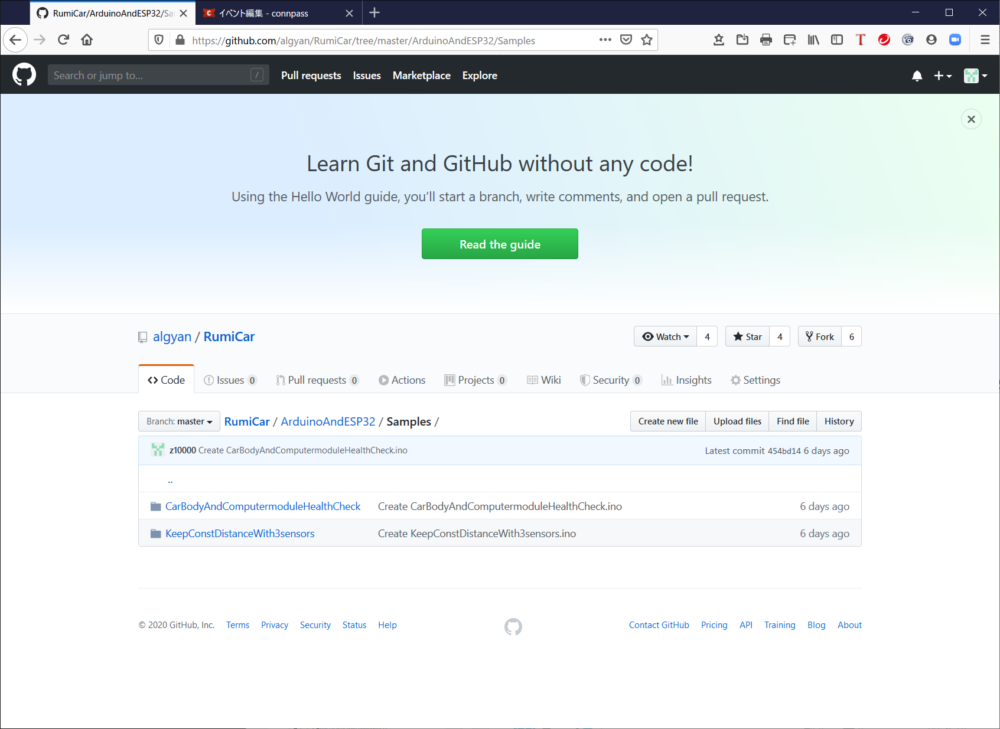 RumiCar/ArduinoAndESP32/Sa
イベント編集 - connpass
https://github.com/algyan/RumiCar/tree/master/ArduinoAndESP32/Samples
Search or jump to... /
Pull requests Issues Marketplace Explore
Learn Git and GitHub without any code!
Using the Hello World guide, you’ll start a branch, write comments, and open a pull request.
Read the guide
algyan / RumiCar
Watch 4 Star 4 Fork 6
Code Issues 0 Pull requests 0 Actions Projects 0 Wiki Security 0 Insights Settings
Branch: master RumiCar / ArduinoAndESP32 / Samples /
Create new file Upload files Find file History
z10000 Create CarBodyAndComputermoduleHealthCheck.ino Latest commit 454bd14 6 days ago
..
CarBodyAndComputermoduleHealthCheck Create CarBodyAndComputermoduleHealthCheck.ino 6 days ago
KeepConstDistanceWith3sensors Create KeepConstDistanceWith3sensors.ino 6 days ago
© 2020 GitHub, Inc. Terms Privacy Security Status Help Contact GitHub Pricing API Training Blog About